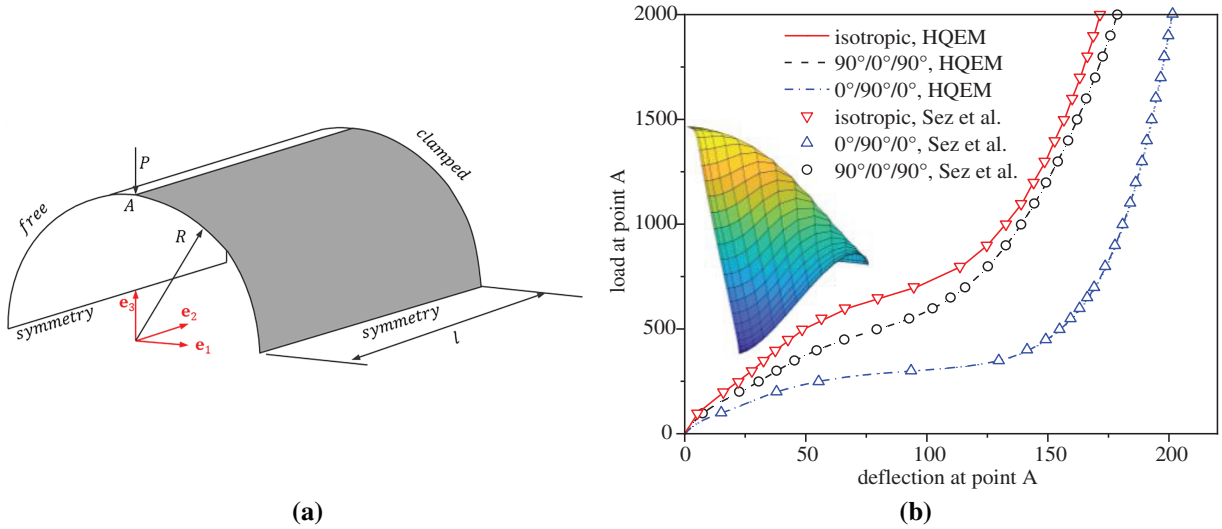 P
A
free
clamped
R
e3
e2
e1
symmetry
symmetry
l
(a)
load at point A
2000
1500
1000
500
0
isotropic, HQEM
90°/0°/90°, HQEM
0°/90°/0°, HQEM
isotropic, Sez et al.
0°/90°/0°, Sez et al.
90°/0°/90°, Sez et al.
0 50 100 150 200
deflection at point A
(b)